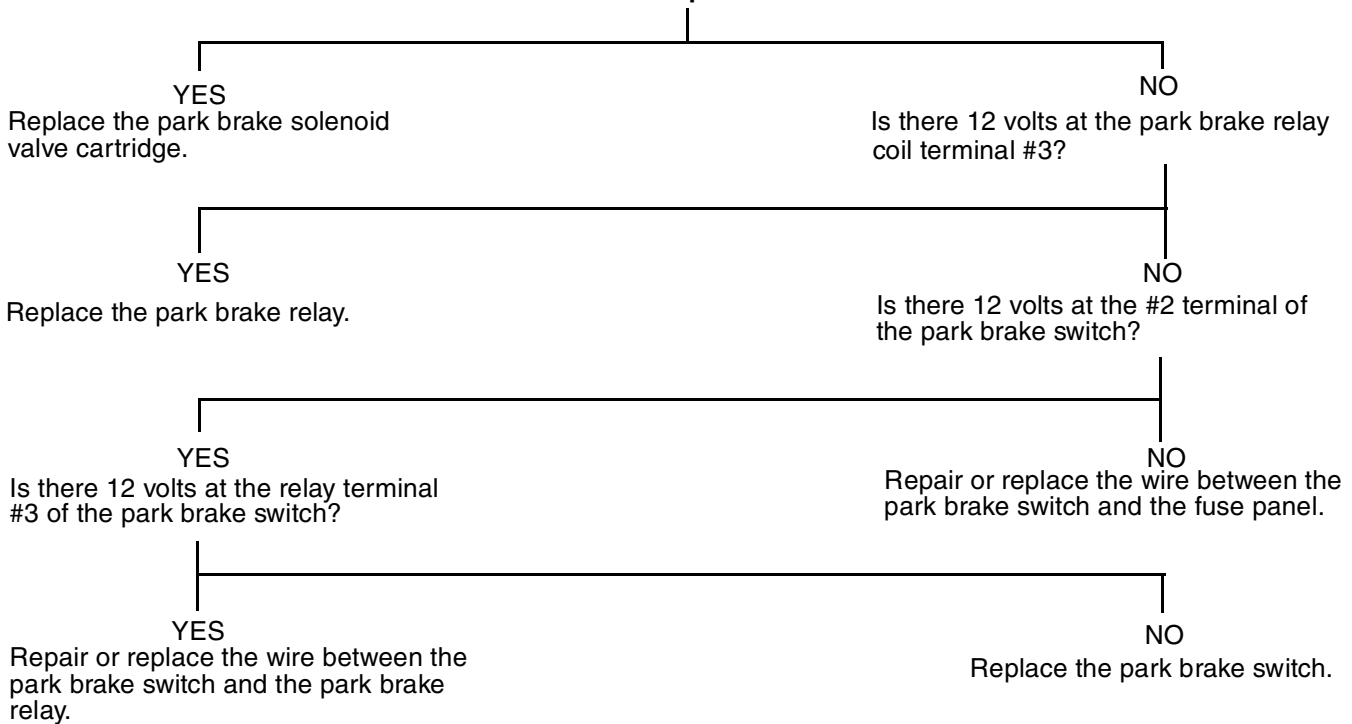 YES
Replace the park brake solenoid
valve cartridge.
NO
Is there 12 volts at the park brake relay
coil terminal #3?
YES
Replace the park brake relay.
NO
Is there 12 volts at the #2 terminal of
the park brake switch?
YES
Is there 12 volts at the relay terminal
#3 of the park brake switch?
NO
Repair or replace the wire between the
park brake switch and the fuse panel.
YES
Repair or replace the wire between the
park brake switch and the park brake
relay.
NO
Replace the park brake switch.